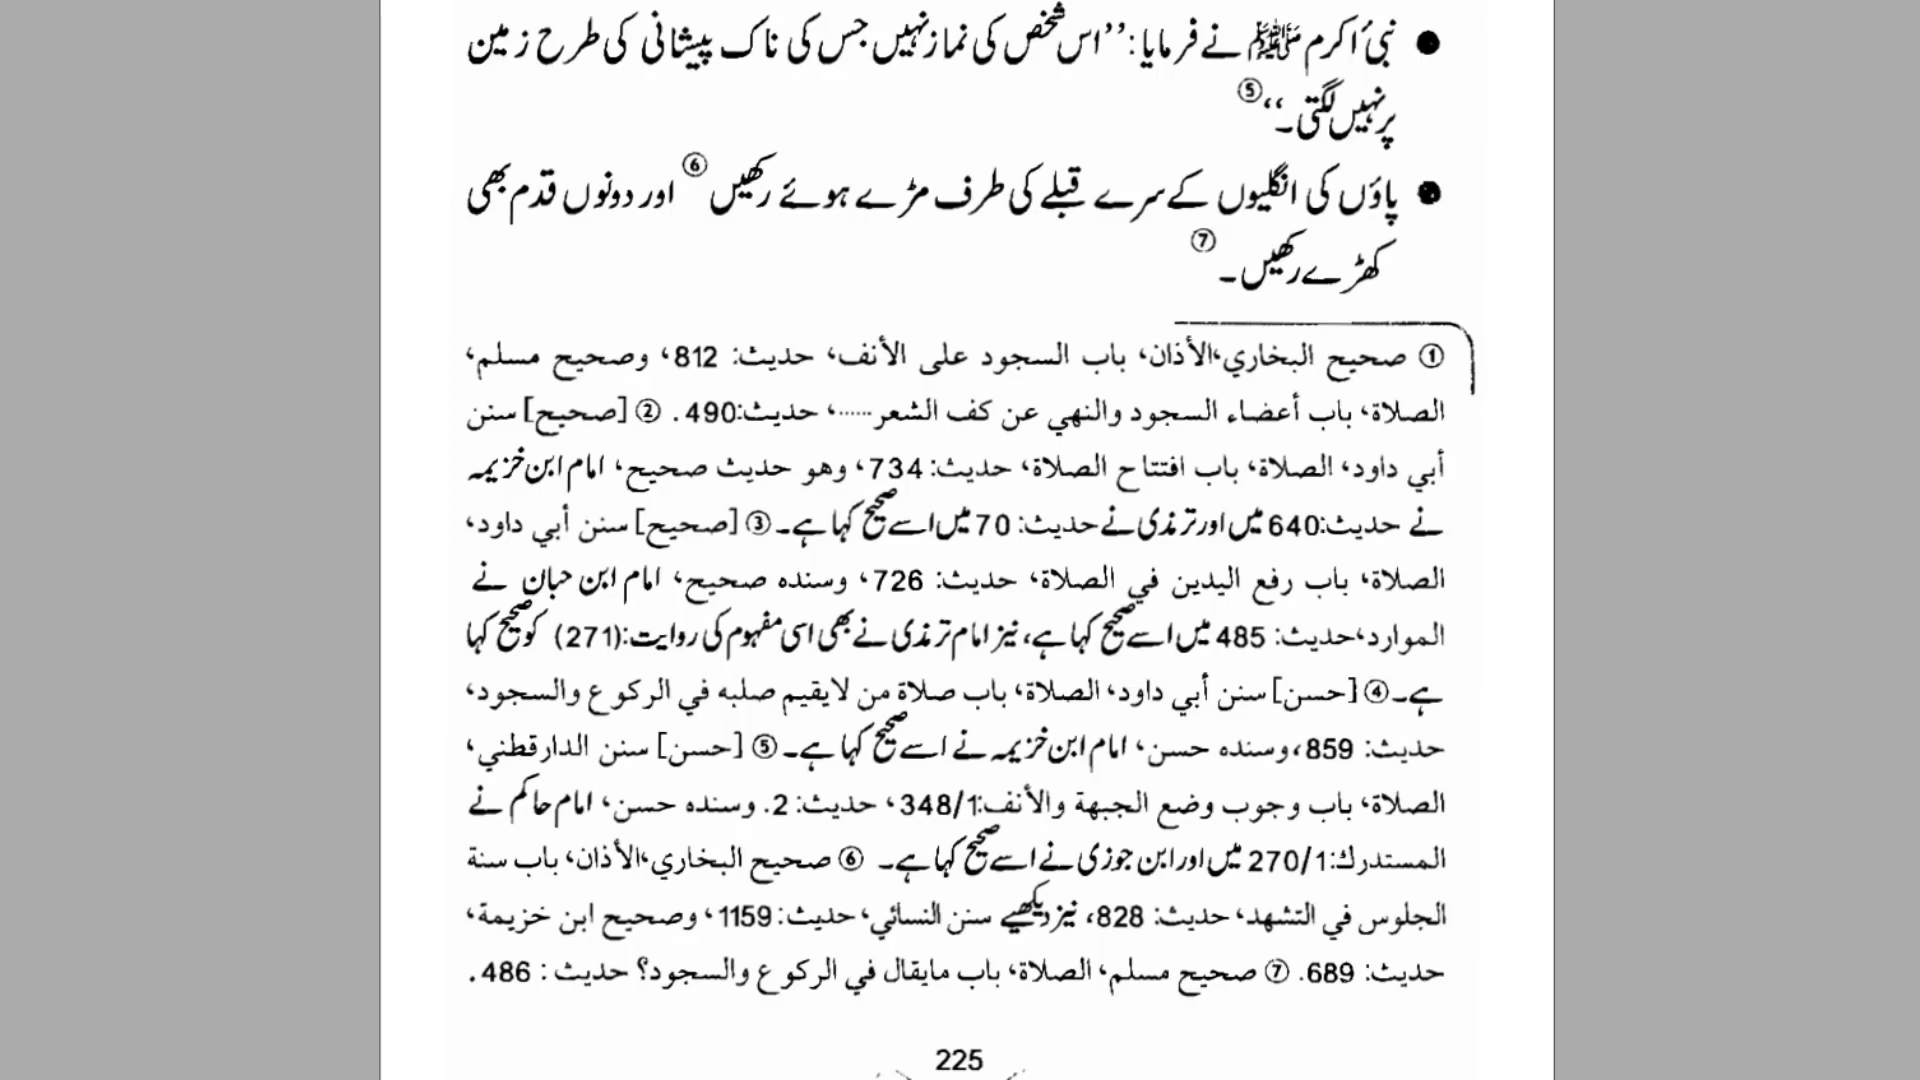 ● نبیٔ اکرم ﷺ نے فرمایا: ’’اس شخص کی نماز نہیں جس کی ناک پیشانی کی طرح زمین
پر نہیں لگتی۔‘‘⑤
● پاؤں کی انگلیوں کے سرے قبلے کی طرف مڑے ہوئے رکھیں⑥ اور دونوں قدم بھی
کھڑے رکھیں۔⑦
① صحيح البخاري، الأذان، باب السجود على الأنف، حديث: 812، وصحيح مسلم،
الصلاة، باب أعضاء السجود والنهي عن كف الشعر......، حديث:490. ② [صحيح] سنن
أبي داود، الصلاة، باب افتتاح الصلاة، حديث: 734، وهو حديث صحيح، امام ابن خزیمہ
نے حديث:640 میں اور ترمذی نے حديث: 70 میں اسے صحیح کہا ہے۔ ③ [صحيح] سنن أبي داود،
الصلاة، باب رفع اليدين في الصلاة، حديث: 726، وسنده صحيح، امام ابن حبان نے
الموارد، حديث: 485 میں اسے صحیح کہا ہے، نیز امام ترمذی نے بھی اسی مفہوم کی روایت:(271) کو صحیح کہا
ہے۔ ④ [حسن] سنن أبي داود، الصلاة، باب صلاة من لايقيم صلبه في الركوع والسجود،
حديث: 859، وسنده حسن، امام ابن خزیمہ نے اسے صحیح کہا ہے۔ ⑤ [حسن] سنن الدارقطني،
الصلاة، باب وجوب وضع الجبهة والأنف:348/1، حديث: 2. وسنده حسن، امام حاکم نے
المستدرك:270/1 میں اور ابن جوزی نے اسے صحیح کہا ہے۔ ⑥ صحيح البخاري، الأذان، باب سنة
الجلوس في التشهد، حديث: 828، نیز دیکھیے سنن النسائي، حديث: 1159، وصحيح ابن خزيمة،
حديث: 689. ⑦ صحيح مسلم، الصلاة، باب مايقال في الركوع والسجود؟ حديث: 486.
225